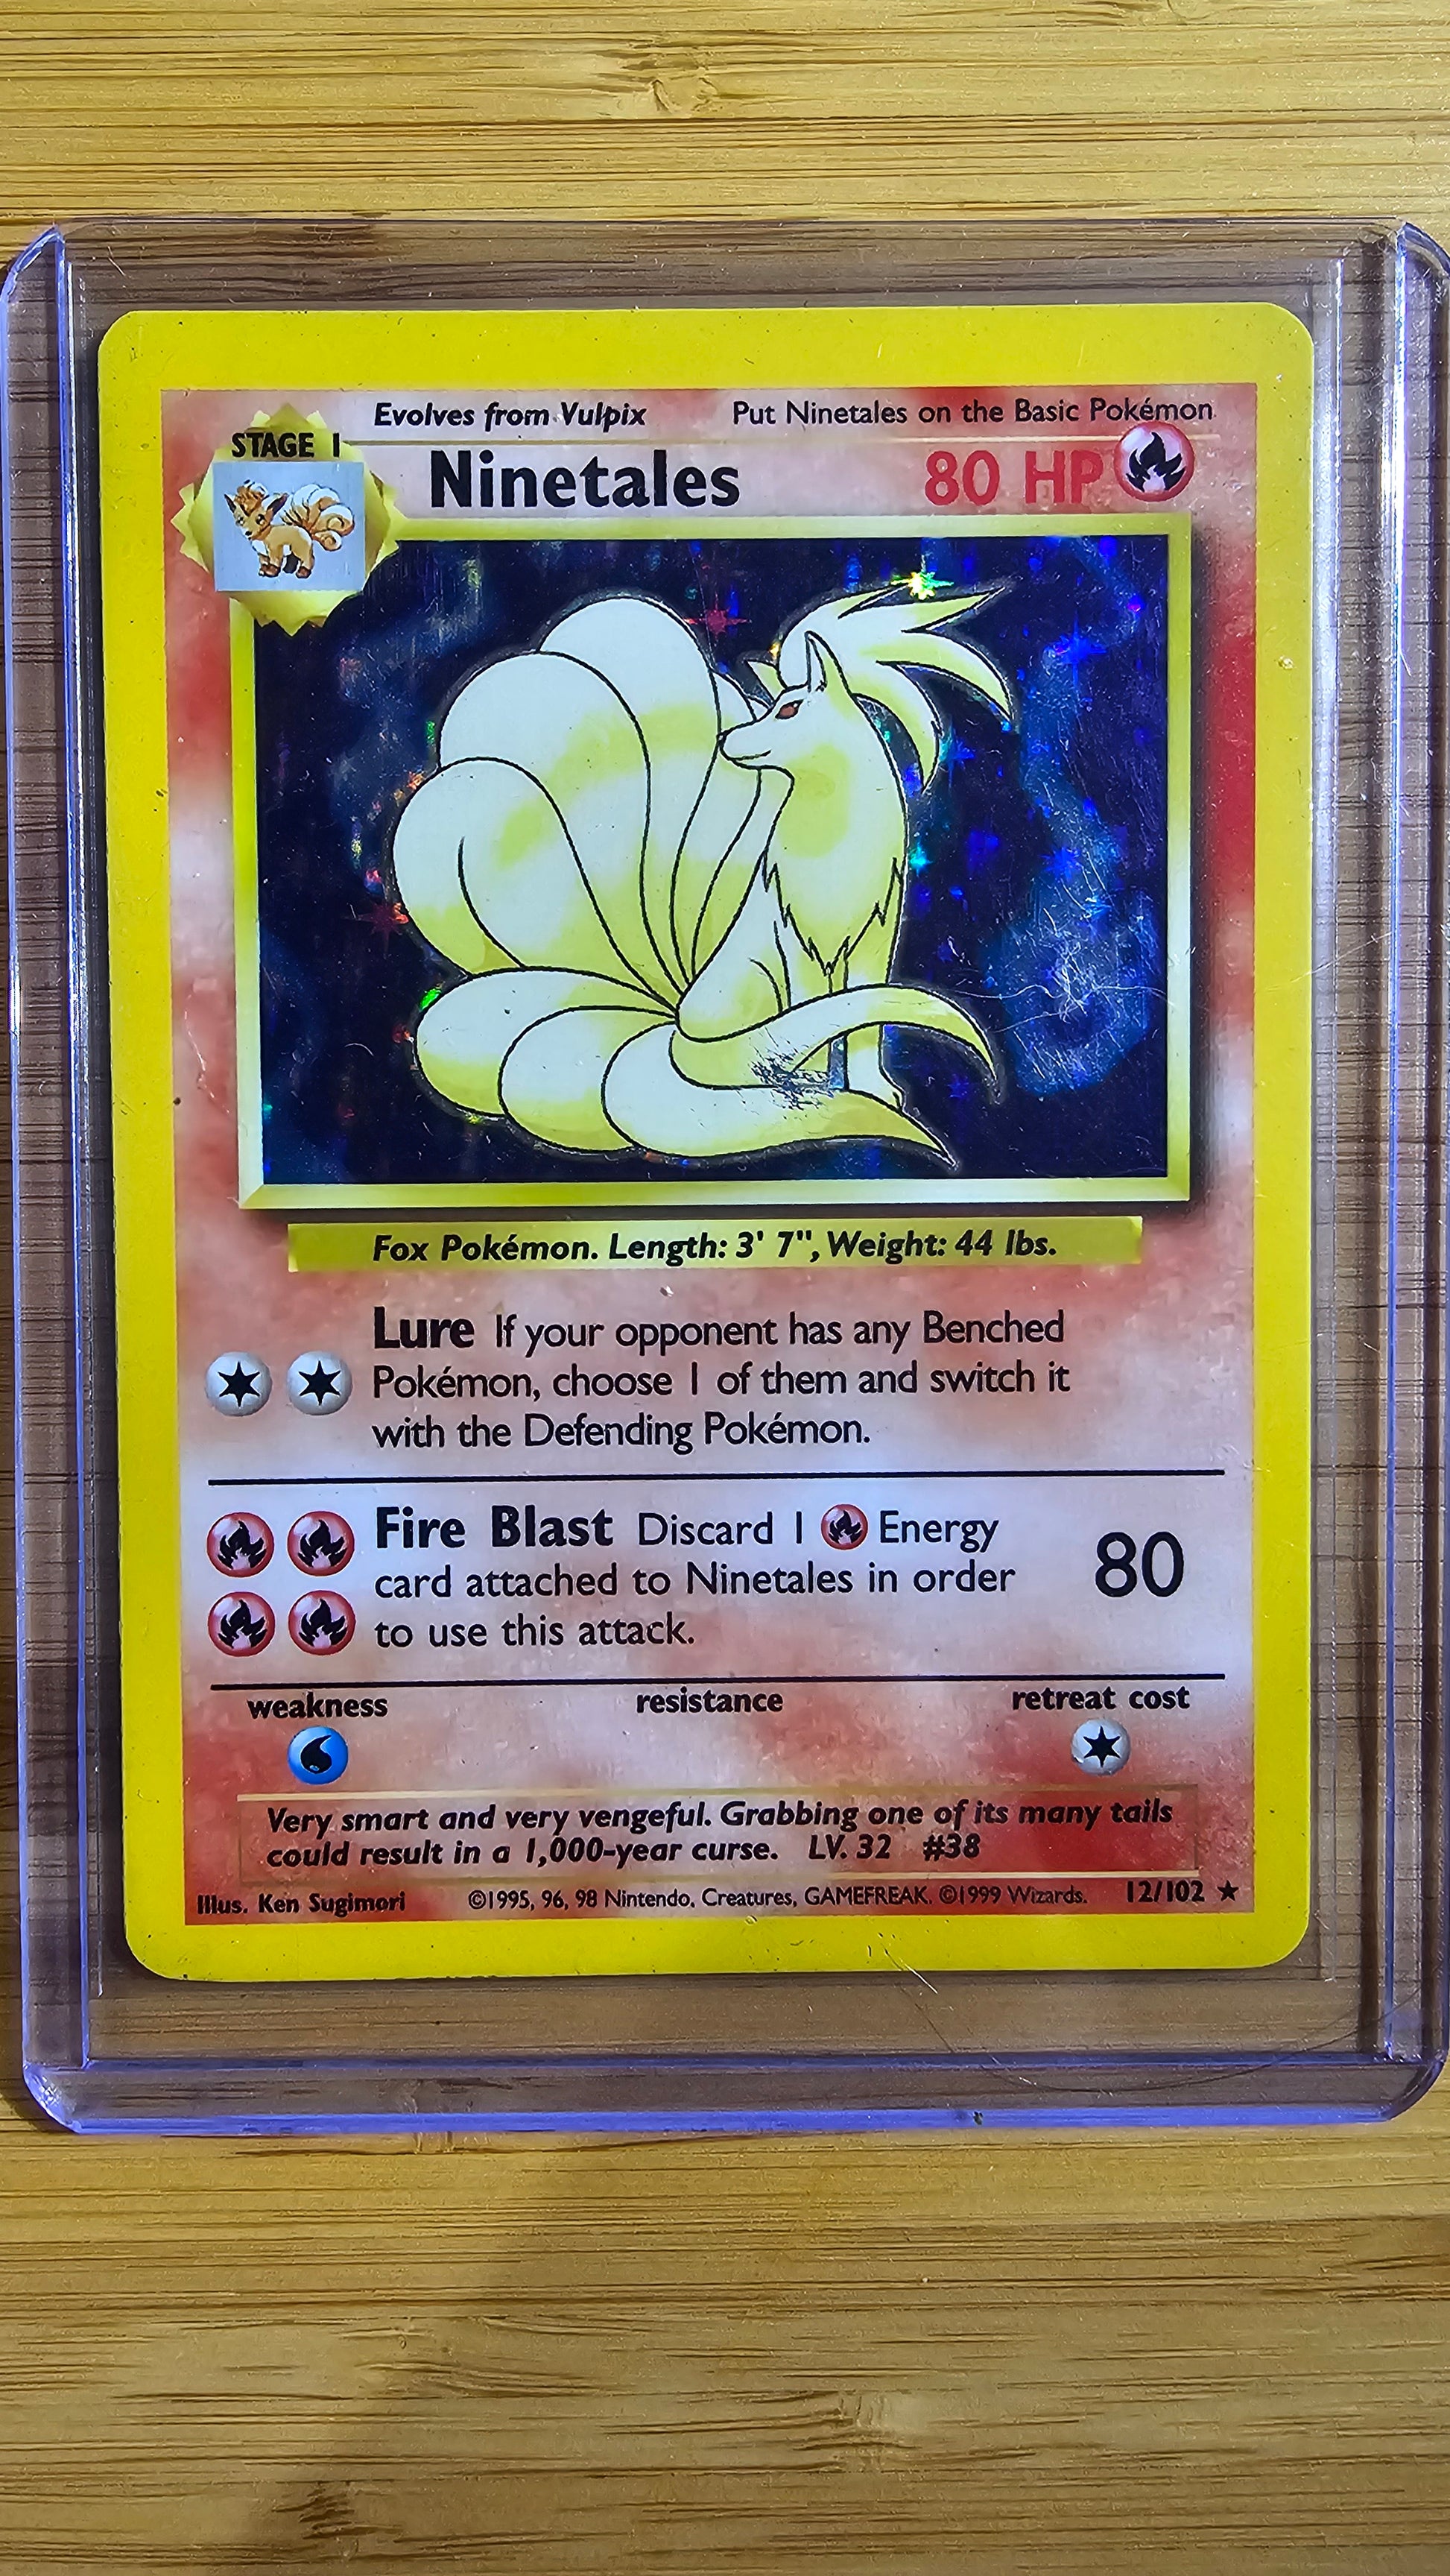 Evolves from Vulpix Put Ninetales on the Basic Pokémon
STAGE 1
Ninetales 80 HP
Fox Pokémon. Length: 3' 7", Weight: 44 lbs.
Lure If your opponent has any Benched
Pokémon, choose 1 of them and switch it
with the Defending Pokémon.
Fire Blast Discard 1 Energy
card attached to Ninetales in order
to use this attack.
80
weakness resistance retreat cost
Very smart and very vengeful. Grabbing one of its many tails
could result in a 1,000-year curse. LV. 32 #38
Illus. Ken Sugimori ©1995, 96, 98 Nintendo, Creatures, GAMEFREAK. ©1999 Wizards. 12/102 ★